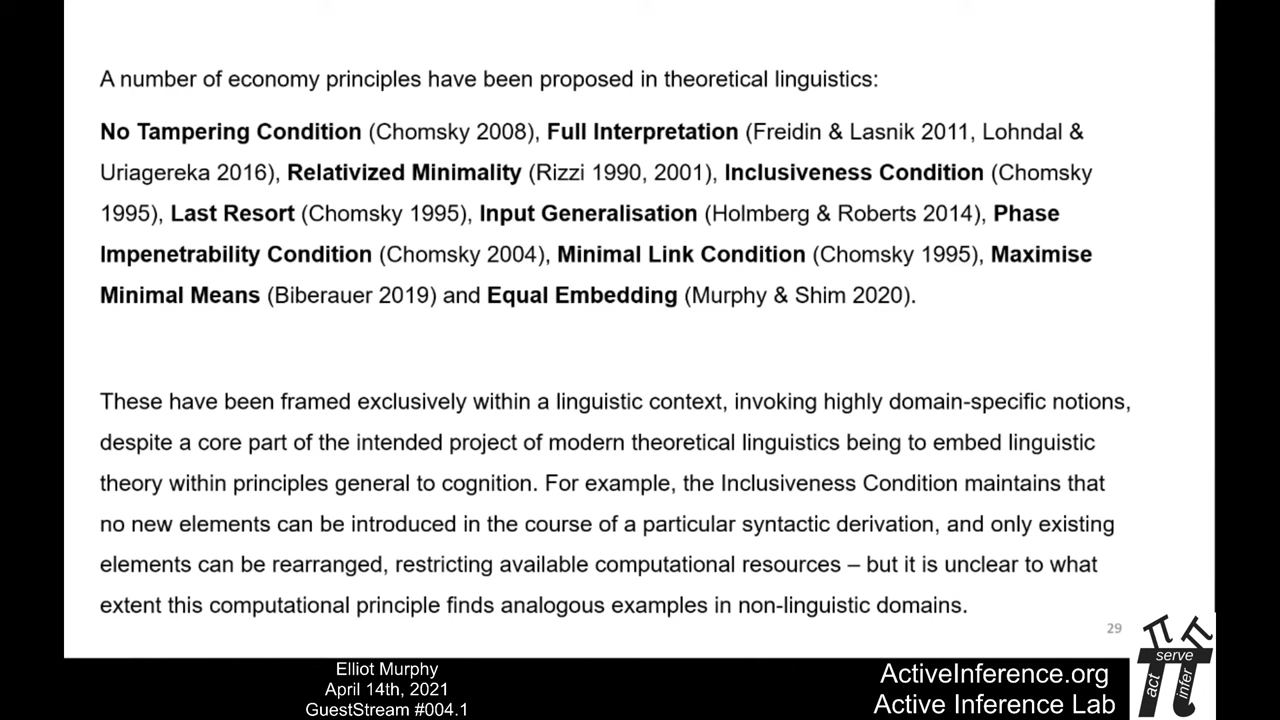 A number of economy principles have been proposed in theoretical linguistics:
No Tampering Condition (Chomsky 2008), Full Interpretation (Freidin & Lasnik 2011, Lohndal &
Uriagereka 2016), Relativized Minimality (Rizzi 1990, 2001), Inclusiveness Condition (Chomsky
1995), Last Resort (Chomsky 1995), Input Generalisation (Holmberg & Roberts 2014), Phase
Impenetrability Condition (Chomsky 2004), Minimal Link Condition (Chomsky 1995), Maximise
Minimal Means (Biberauer 2019) and Equal Embedding (Murphy & Shim 2020).
These have been framed exclusively within a linguistic context, invoking highly domain-specific notions,
despite a core part of the intended project of modern theoretical linguistics being to embed linguistic
theory within principles general to cognition. For example, the Inclusiveness Condition maintains that
no new elements can be introduced in the course of a particular syntactic derivation, and only existing
elements can be rearranged, restricting available computational resources – but it is unclear to what
extent this computational principle finds analogous examples in non-linguistic domains.
29
Elliot Murphy
April 14th, 2021
GuestStream #004.1
ActiveInference.org
Active Inference Lab
π π
serve
π
act
infer